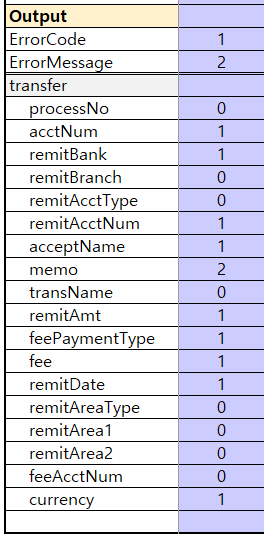 Output
ErrorCode 1
ErrorMessage 2
transfer
processNo 0
acctNum 1
remitBank 1
remitBranch 0
remitAcctType 0
remitAcctNum 1
acceptName 1
memo 2
transName 0
remitAmt 1
feePaymentType 1
fee 1
remitDate 1
remitAreaType 0
remitArea1 0
remitArea2 0
feeAcctNum 0
currency 1